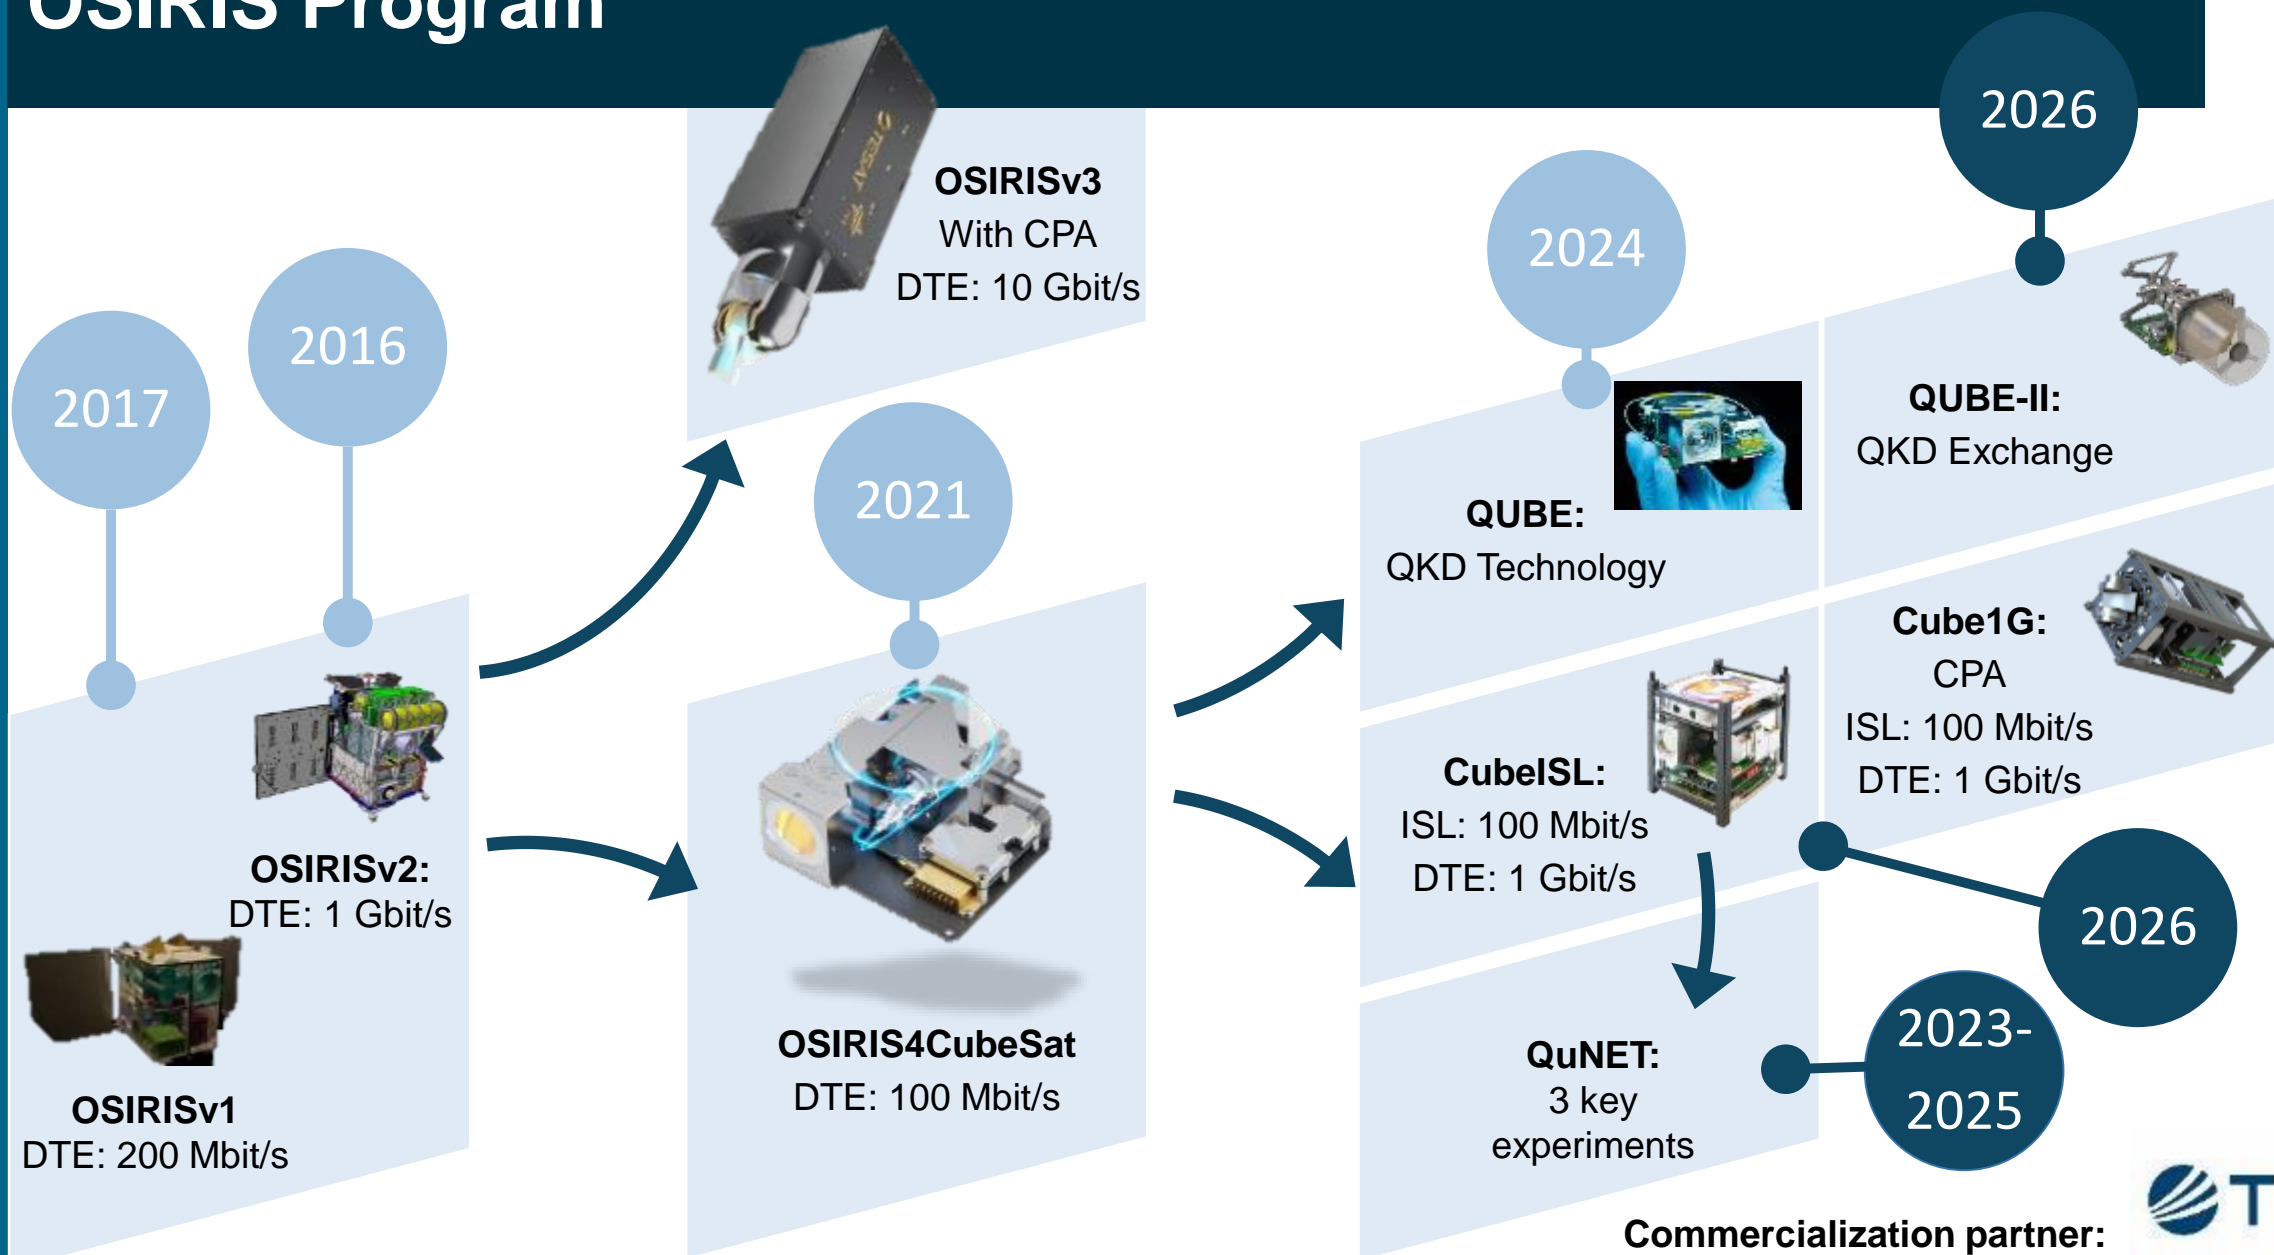 OSIRIS Program
2017
2016
OSIRISv2:
DTE: 1 Gbit/s
OSIRISv1
DTE: 200 Mbit/s
TESAT
OSIRISv3
With CPA
DTE: 10 Gbit/s
2021
OSIRIS4CubeSat
DTE: 100 Mbit/s
2024
QUBE:
QKD Technology
2026
QUBE-II:
QKD Exchange
CubeISL:
ISL: 100 Mbit/s
DTE: 1 Gbit/s
Cube1G:
CPA
ISL: 100 Mbit/s
DTE: 1 Gbit/s
2026
QuNET:
3 key
experiments
2023-
2025
Commercialization partner:
T